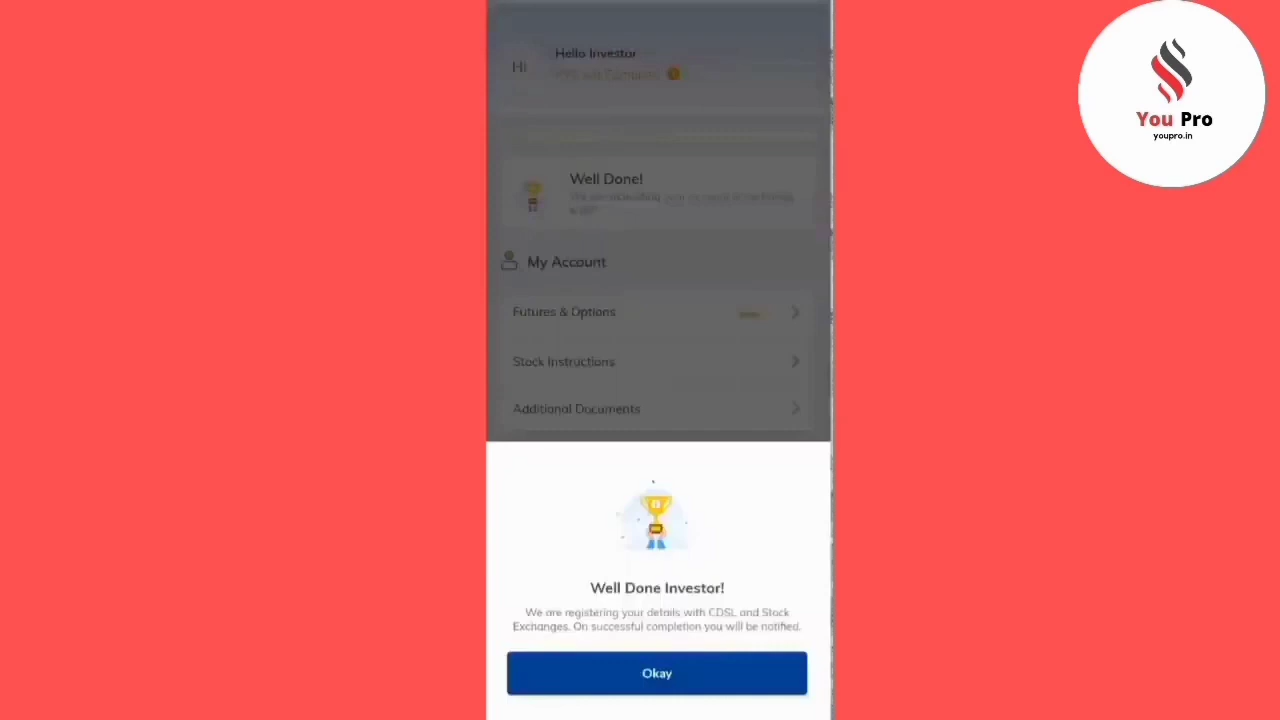 You Pro
youpro.in
Hello Investor
Hi
Well Done!
My Account
Futures & Options
Stock Instructions
Additional Documents
Well Done Investor!
We are registering your details with CDSL and Stock
Exchanges. On successful completion you will be notified.
Okay